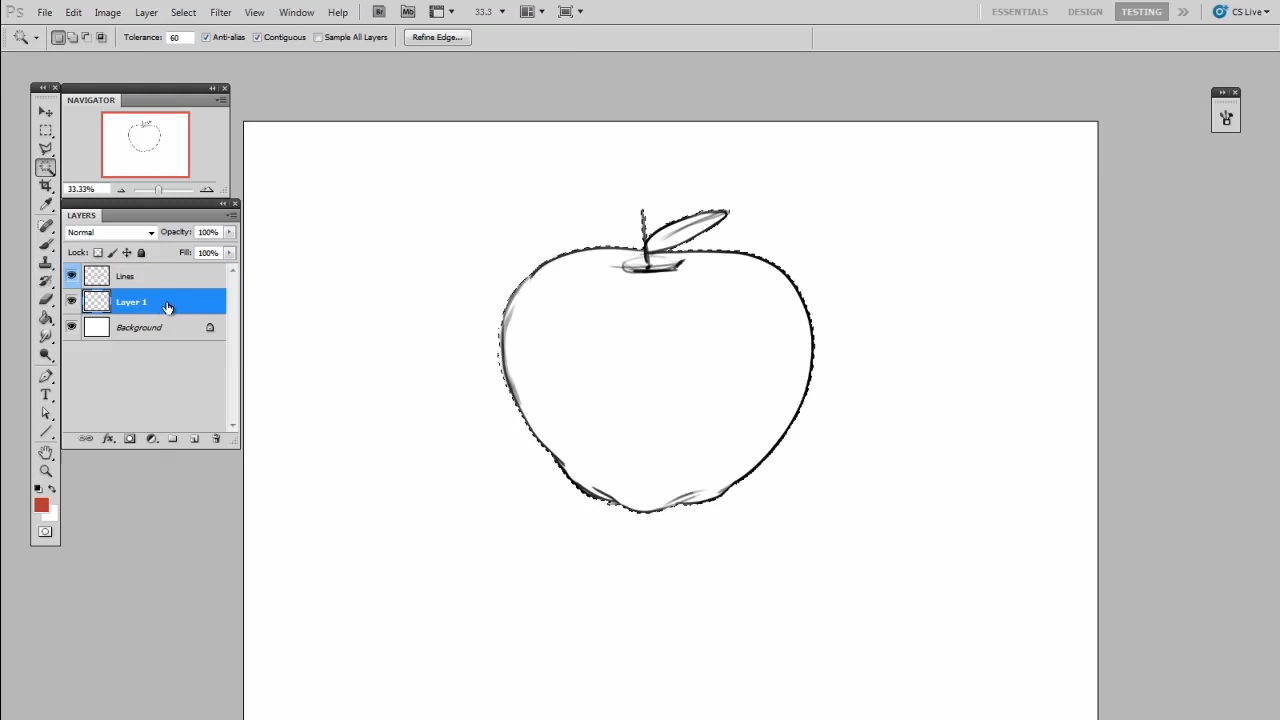 Ps File Edit Image Layer Select Filter View Window Help Br Mb 33.3 ESSENTIALS DESIGN TESTING CS Live
Tolerance: 60 Anti-alias Contiguous Sample All Layers Refine Edge...
NAVIGATOR
33.33%
LAYERS
Normal Opacity: 100%
Lock: Fill: 100%
Lines
Layer 1
Background